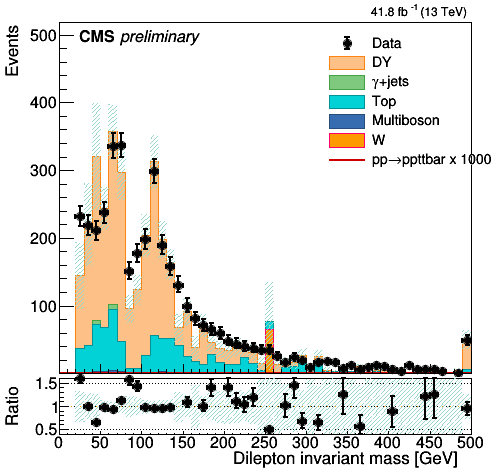 41.8 fb⁻¹ (13 TeV)
CMS preliminary
Events
500
400
300
200
100
Data
DY
γ+jets
Top
Multiboson
W
pp→ppttbar x 1000
Ratio
1.5
1
0.5
0 50 100 150 200 250 300 350 400 450 500
Dilepton invariant mass [GeV]